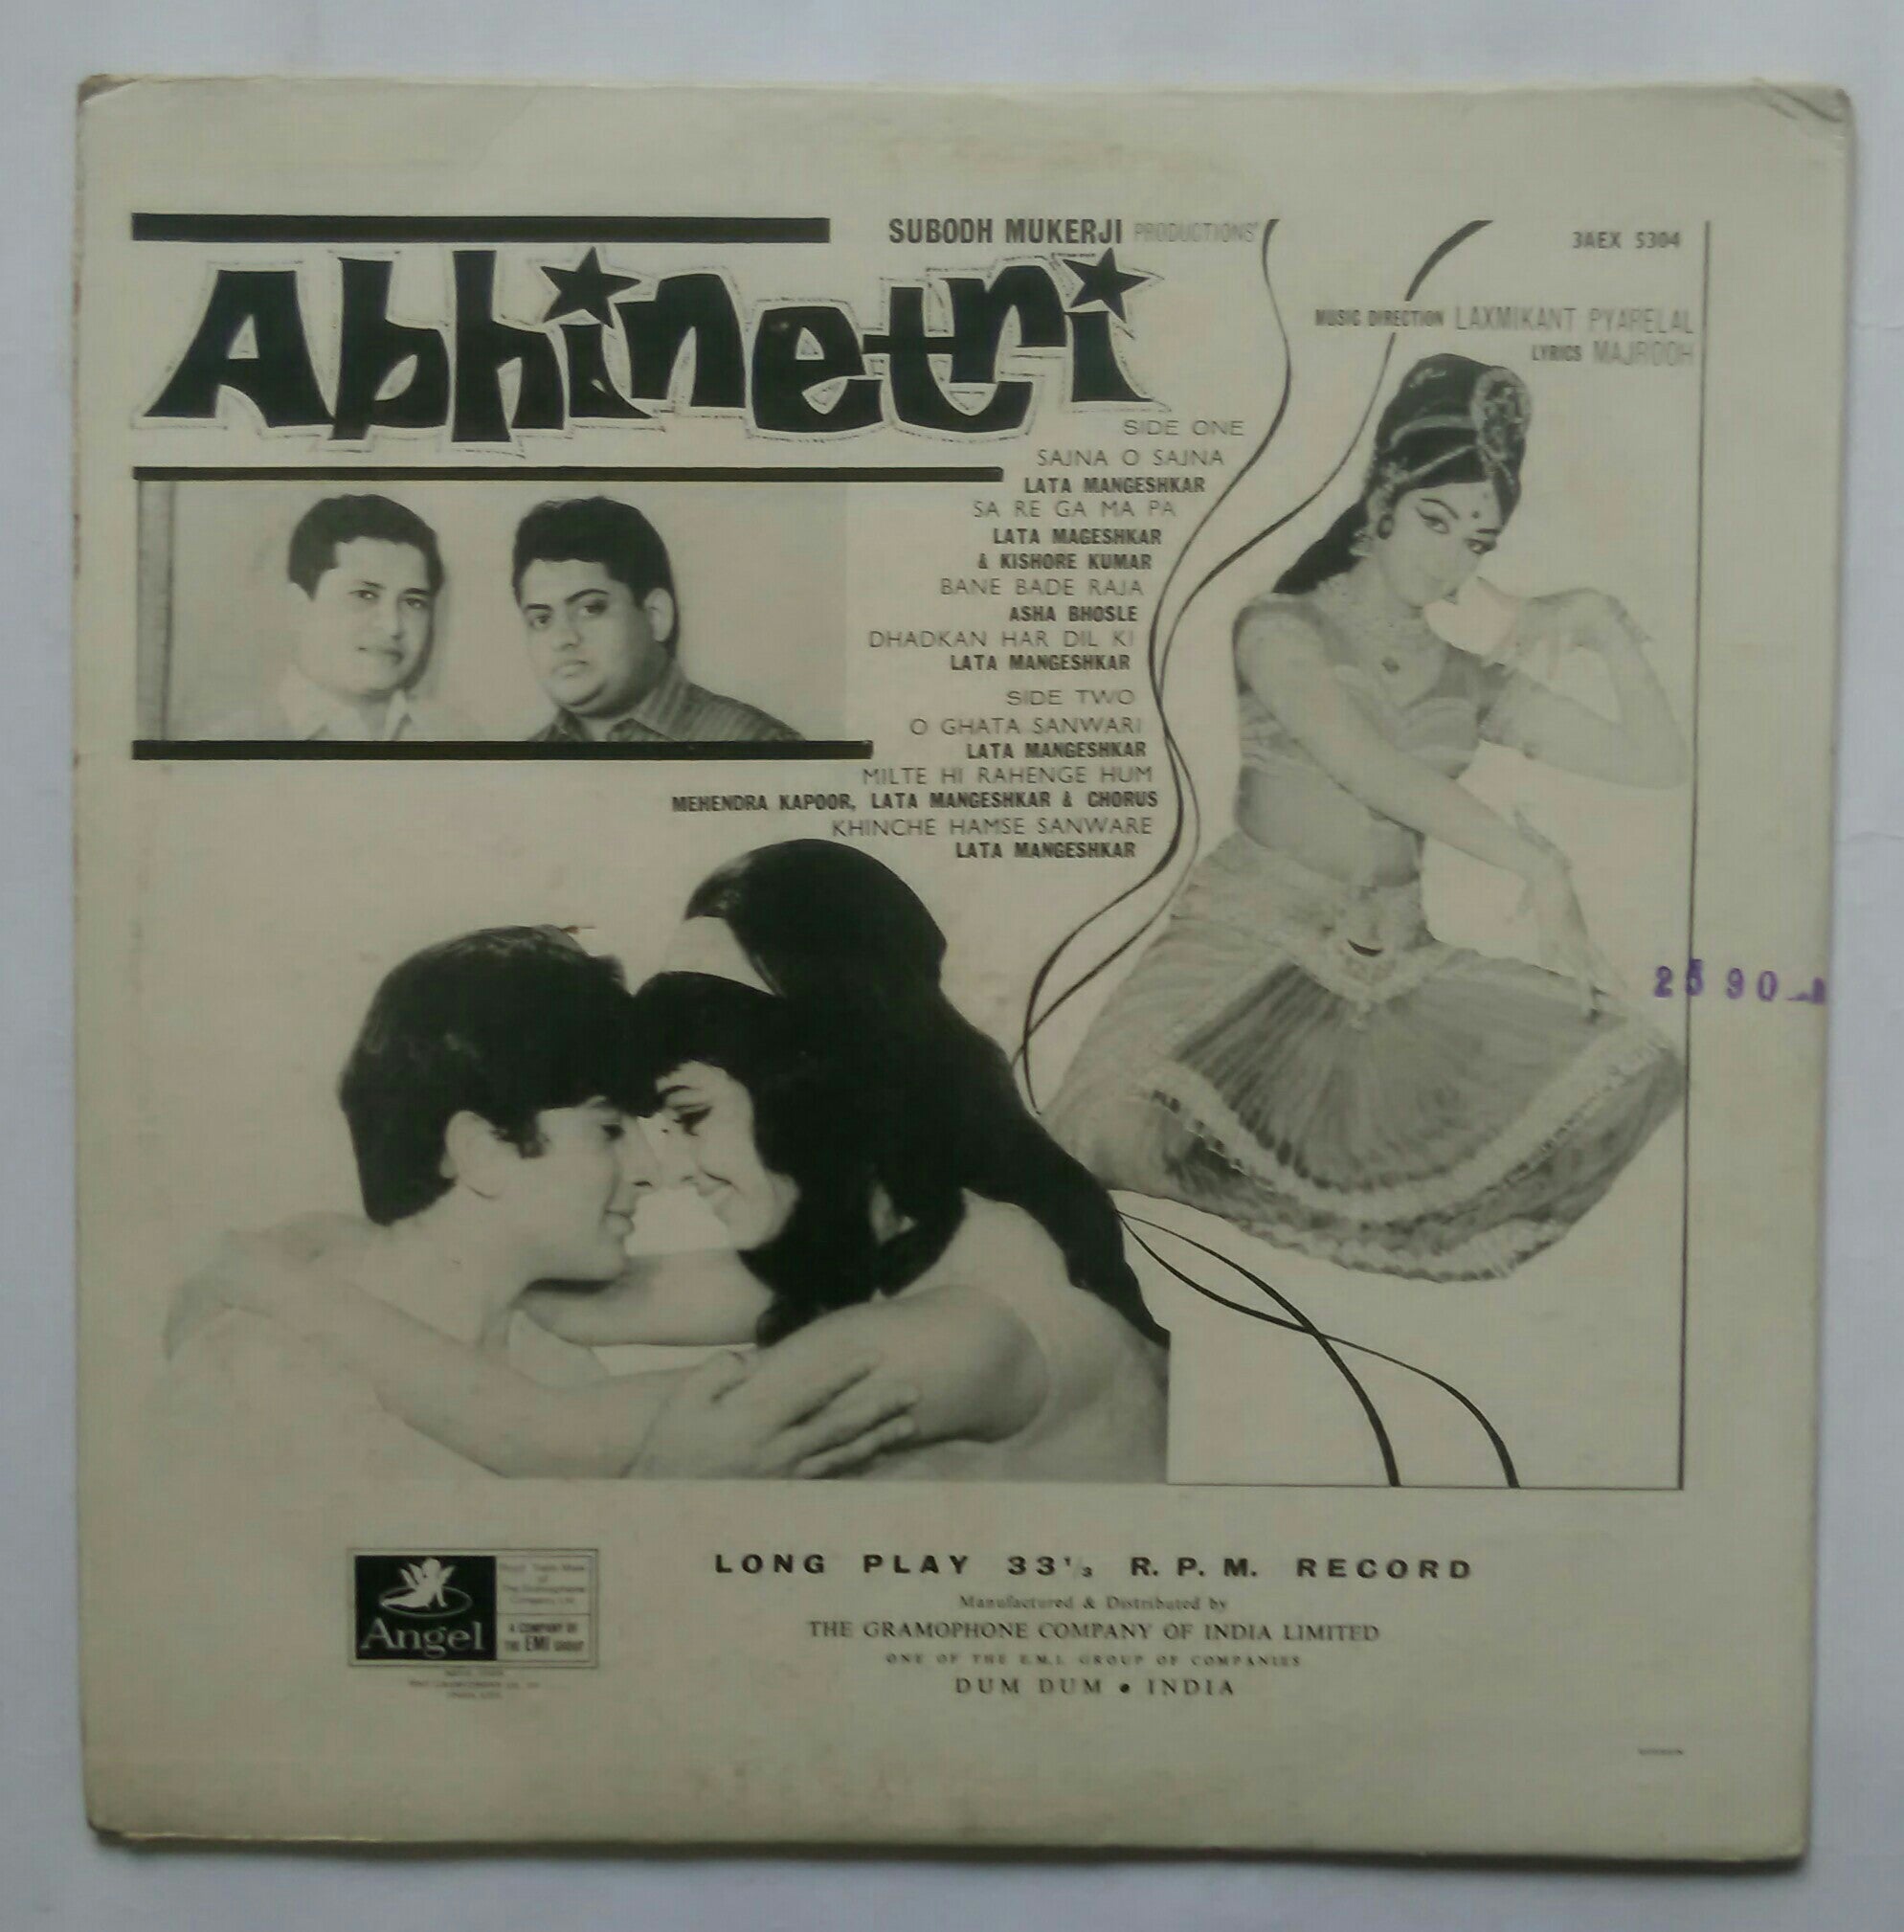 SUBODH MUKERJI PRODUCTIONS'
3AEX 5304
Abhinetri
MUSIC DIRECTION LAXMIKANT PYARELAL
LYRICS MAJROOH
SIDE ONE
SAJNA O SAJNA
LATA MANGESHKAR
SA RE GA MA PA
LATA MAGESHKAR
& KISHORE KUMAR
BANE BADE RAJA
ASHA BHOSLE
DHADKAN HAR DIL KI
LATA MANGESHKAR
SIDE TWO
O GHATA SANWARI
LATA MANGESHKAR
MILTE HI RAHENGE HUM
MEHENDRA KAPOOR, LATA MANGESHKAR & CHORUS
KHINCHE HAMSE SANWARE
LATA MANGESHKAR
90
Angel
A COMPANY OF
THE EMI GROUP
LONG PLAY 33 1/3 R. P. M. RECORD
Manufactured & Distributed by
THE GRAMOPHONE COMPANY OF INDIA LIMITED
ONE OF THE E.M.I. GROUP OF COMPANIES
DUM DUM • INDIA